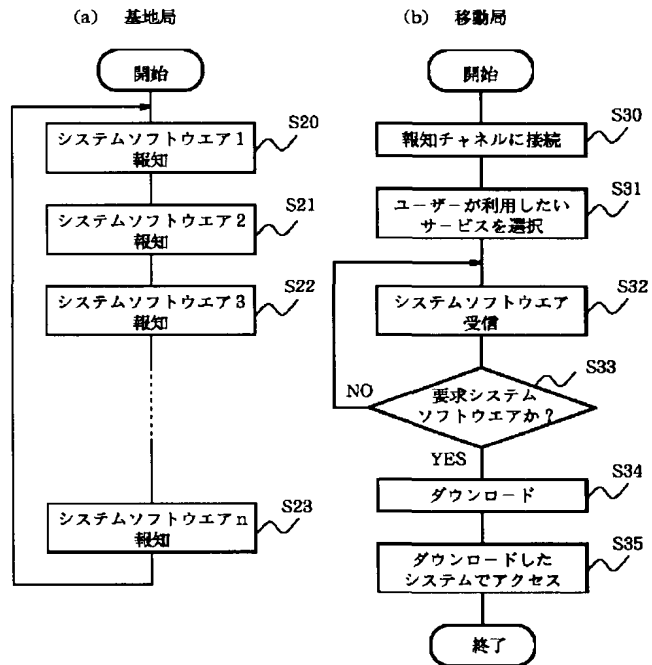 (a) 基地局
開始
システムソフトウエア1
報知
S20
システムソフトウエア2
報知
S21
システムソフトウエア3
報知
S22
システムソフトウエアn
報知
S23
(b) 移動局
開始
報知チャネルに接続
S30
ユーザーが利用したい
サービスを選択
S31
システムソフトウエア
受信
S32
要求システム
ソフトウエアか?
S33
NO
YES
ダウンロード
S34
ダウンロードした
システムでアクセス
S35
終了